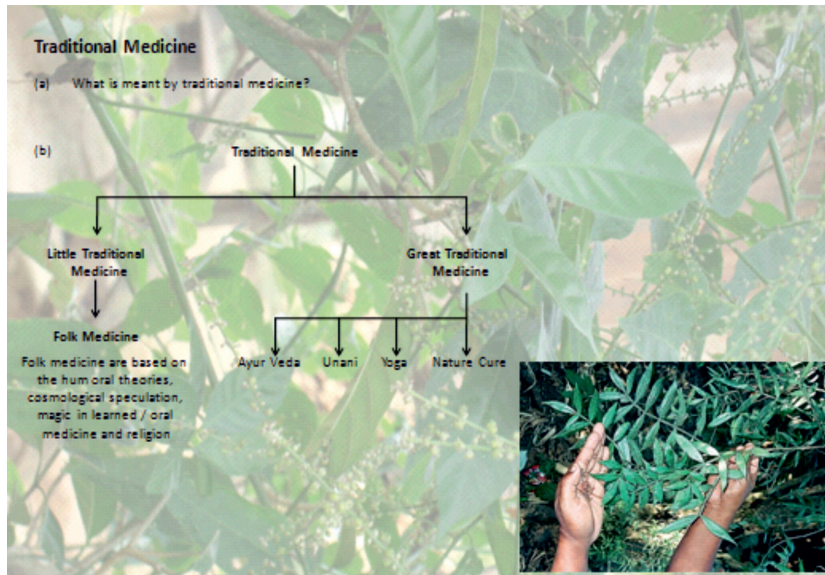 Traditional Medicine
(a) What is meant by traditional medicine?
(b) Traditional Medicine
Little Traditional
Medicine
Great Traditional
Medicine
Folk Medicine
Folk medicine are based on
the hum oral theories,
cosmological speculation,
magic in learned / oral
medicine and religion
Ayur Veda Unani Yoga Nature Cure